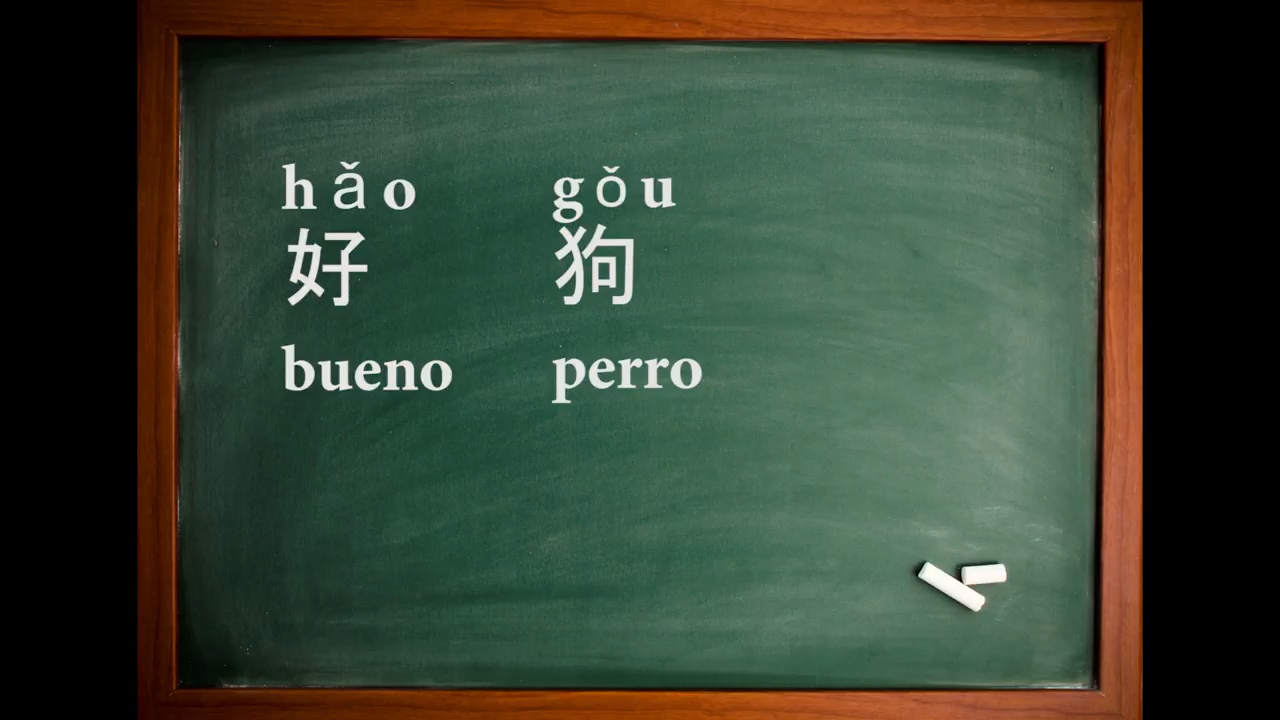 hǎo gǒu
好 狗
bueno perro